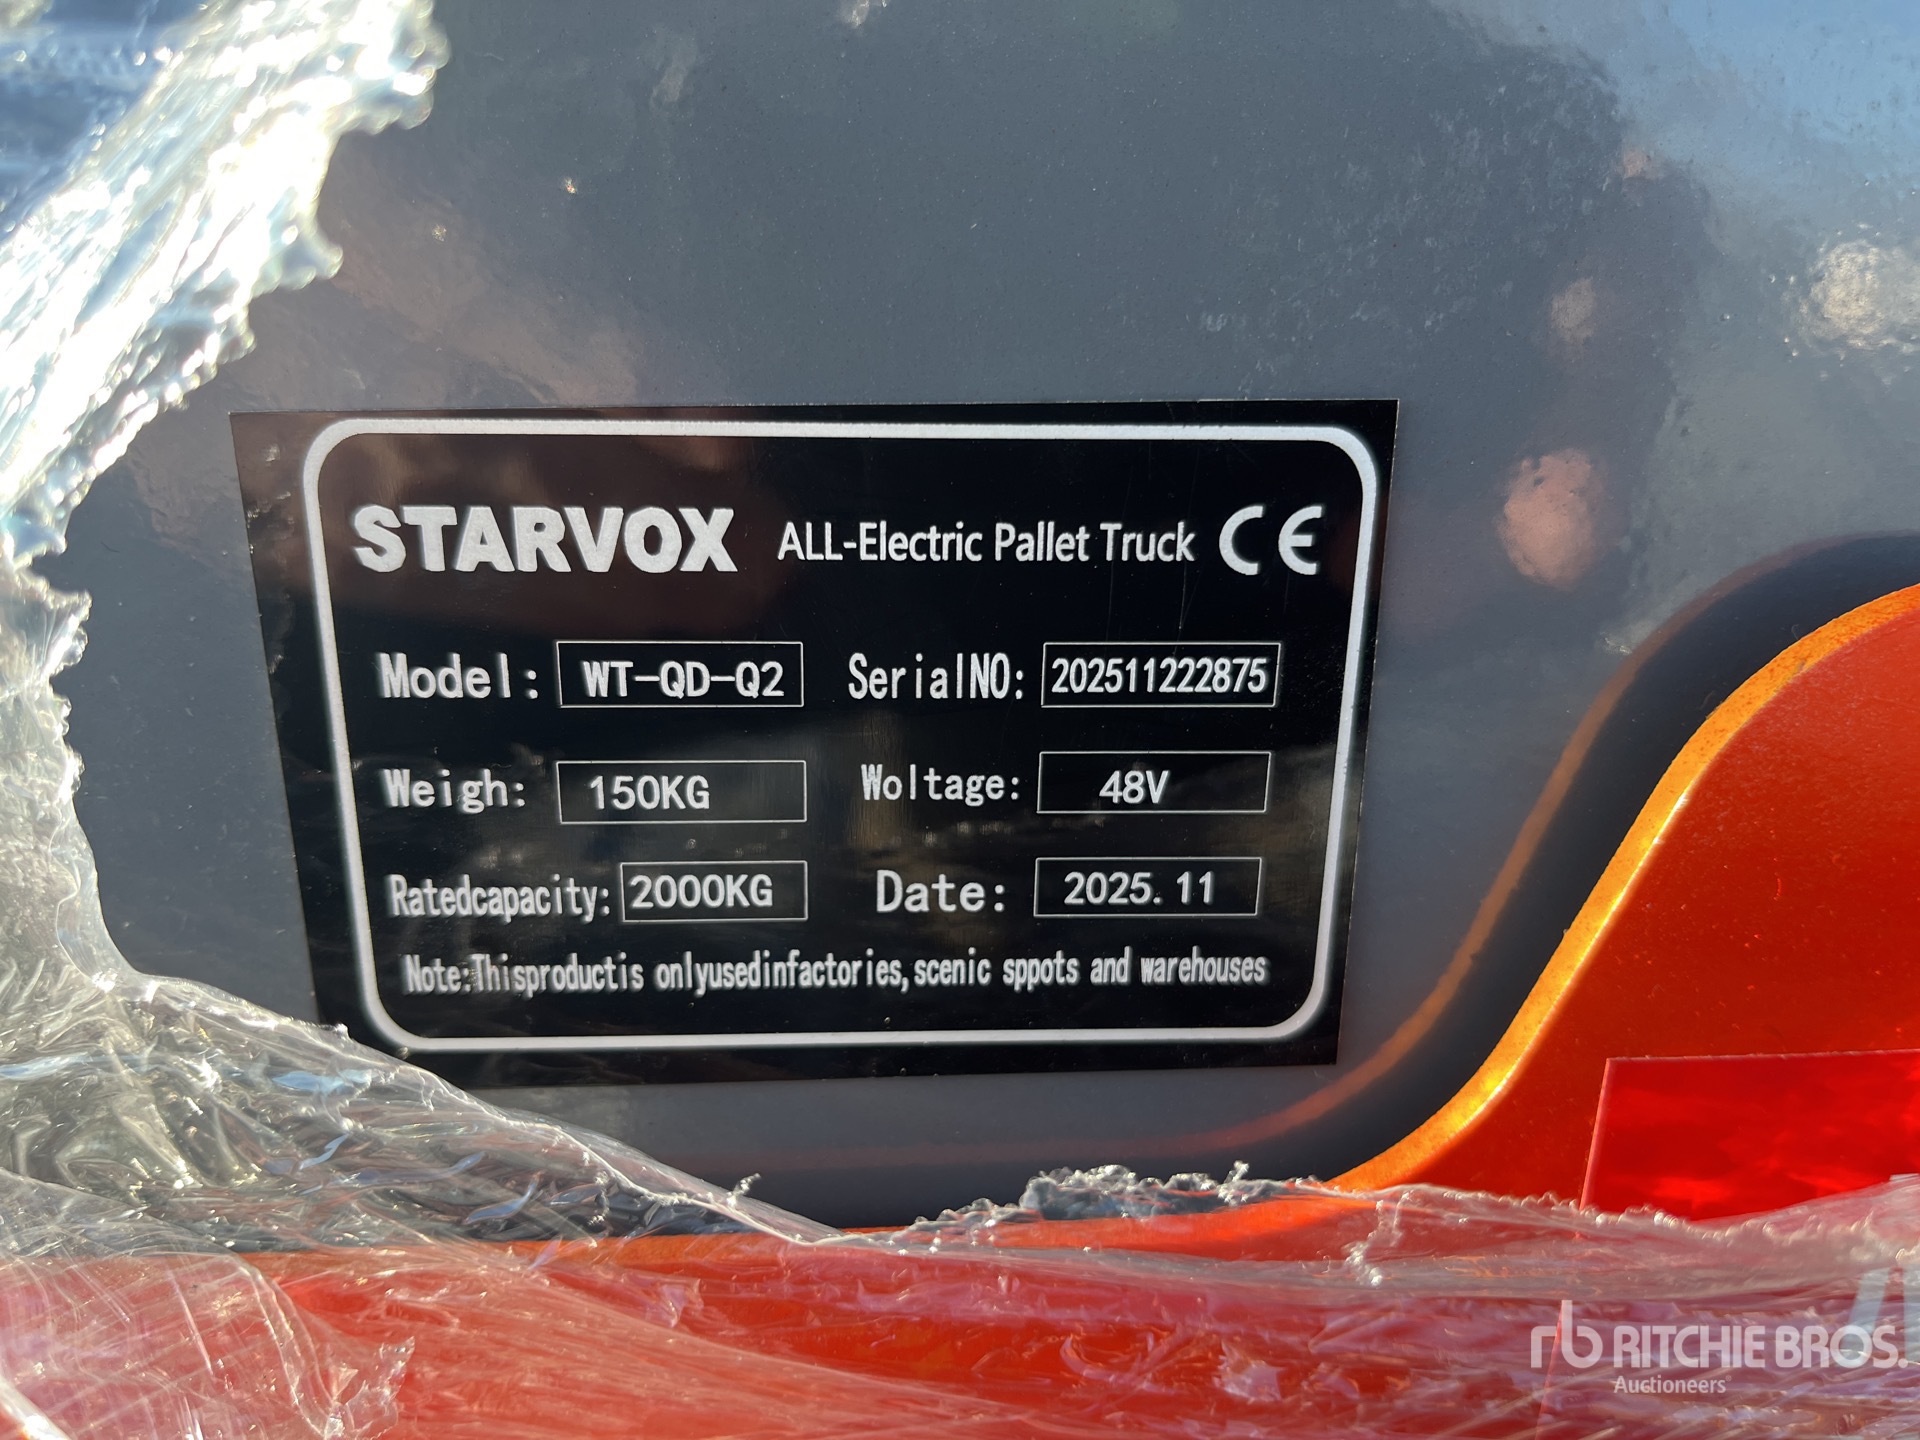 STARVOX ALL-Electric Pallet Truck CE
Model: WT-QD-Q2 SerialNO: 202511222875
Weigh: 150KG Woltage: 48V
Ratedcapacity: 2000KG Date: 2025.11
Note:Thisproductis onlyusedinfactories,scenic sppots and warehouses
rb RITCHIE BROS.
Auctioneers